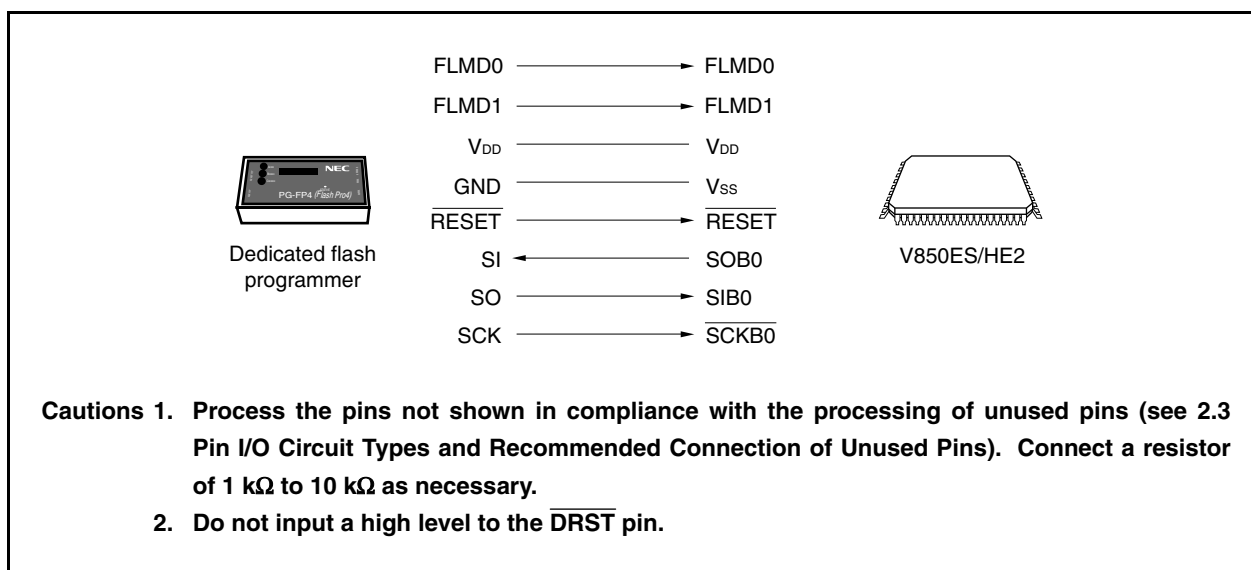 FLMD0 FLMD0
FLMD1 FLMD1
VDD VDD
GND VSS
RESET RESET
SI SOB0
SO SIB0
SCK SCKB0
NEC
PG-FP4 (Flash Pro4)
Dedicated flash
programmer
V850ES/HE2
Cautions 1. Process the pins not shown in compliance with the processing of unused pins (see 2.3
Pin I/O Circuit Types and Recommended Connection of Unused Pins). Connect a resistor
of 1 kΩ to 10 kΩ as necessary.
2. Do not input a high level to the DRST pin.